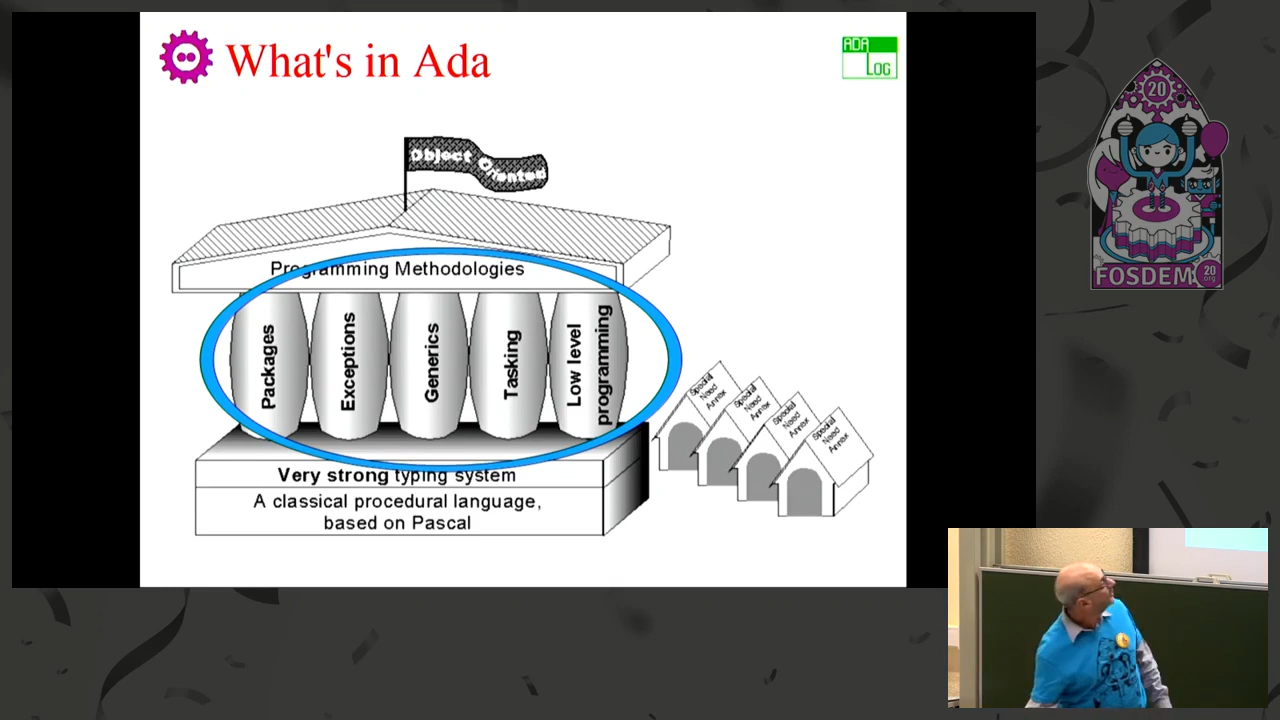 What's in Ada
ADA
LOG
Object Oriented
Programming Methodologies
Packages
Exceptions
Generics
Tasking
Low level
programming
Special
Need
Annex
Special
Need
Annex
Special
Need
Annex
Special
Need
Annex
Very strong typing system
A classical procedural language,
based on Pascal
20
FOSDEM 20
.org